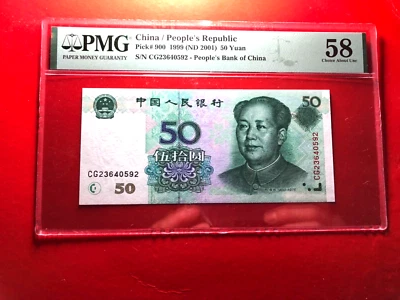 PMG
PAPER MONEY GUARANTY
China / People's Republic
Pick# 900 1999 (ND 2001) 50 Yuan
S/N CG23640592 - People's Bank of China
58
Choice About Unc
中国人民银行
50
50
伍拾圆
CG23640592
50
CG23640592